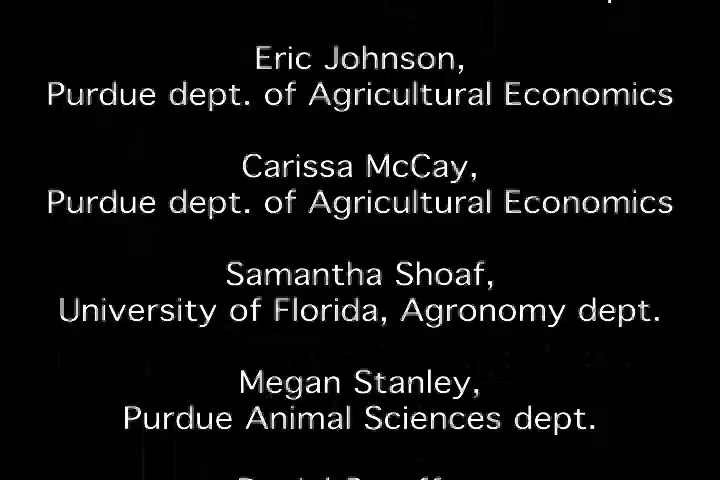 Eric Johnson,
Purdue dept. of Agricultural Economics
Carissa McCay,
Purdue dept. of Agricultural Economics
Samantha Shoaf,
University of Florida, Agronomy dept.
Megan Stanley,
Purdue Animal Sciences dept.